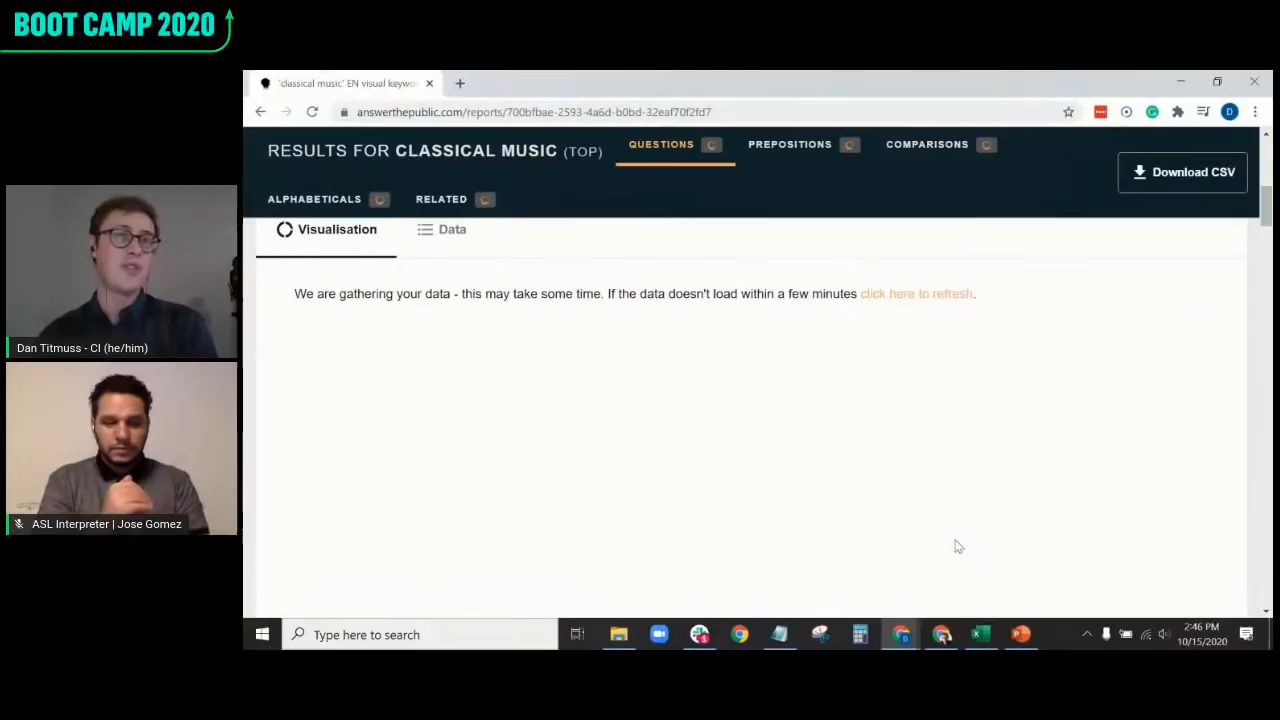 BOOT CAMP 2020
'classical music' EN visual keywo
answerthepublic.com/reports/700bfbae-2593-4a6d-b0bd-32eaf70f2fd7
D
RESULTS FOR CLASSICAL MUSIC (TOP)
QUESTIONS
PREPOSITIONS
COMPARISONS
Download CSV
ALPHABETICALS
RELATED
Visualisation
Data
We are gathering your data - this may take some time. If the data doesn't load within a few minutes click here to refresh.
Dan Titmuss - CI (he/him)
ASL Interpreter | Jose Gomez
Type here to search
2:46 PM
10/15/2020